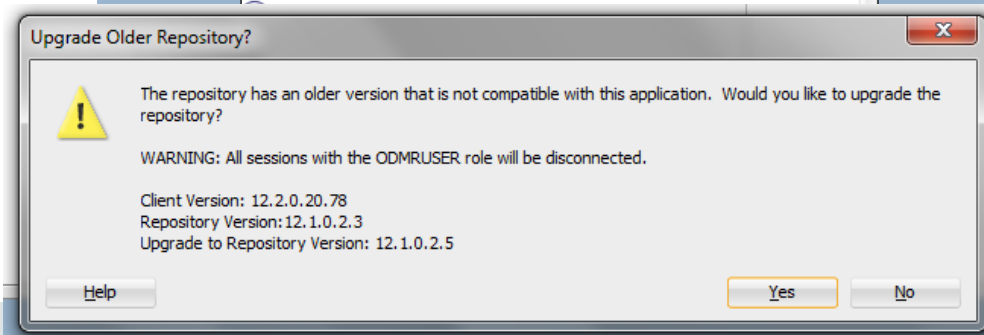 Upgrade Older Repository?
The repository has an older version that is not compatible with this application. Would you like to upgrade the
repository?
WARNING: All sessions with the ODMRUSER role will be disconnected.
Client Version: 12.2.0.20.78
Repository Version:12.1.0.2.3
Upgrade to Repository Version: 12.1.0.2.5
Help Yes No